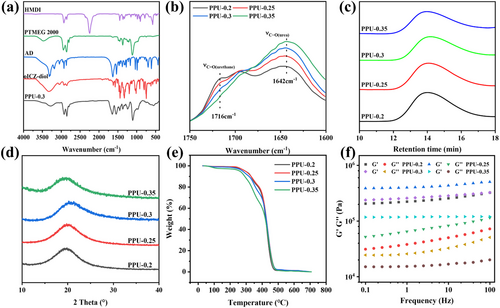 (a)
HMDI
PTMEG 2000
AD
PPU-0.3
4000 3500 3000 2500 2000 1500 1000 500
Wavenumber (cm⁻¹)
(b)
PPU-0.2 PPU-0.25
PPU-0.3 PPU-0.35
νC=O(urea)
νC=O(urethane)
1716cm⁻¹
1642cm⁻¹
1750 1700 1650 1600
Wavenumber (cm⁻¹)
(c)
PPU-0.35
PPU-0.3
PPU-0.25
PPU-0.2
10 12 14 16 18
Retention time (min)
(d)
PPU-0.35
PPU-0.3
PPU-0.25
PPU-0.2
10 20 30 40
2 Theta (°)
(e)
PPU-0.2
PPU-0.25
PPU-0.3
PPU-0.35
Weight (%)
100
80
60
40
20
0
0 100 200 300 400 500 600 700 800
Temperature (°C)
(f)
G' G'' PPU-0.2 G' G'' PPU-0.25
G' G'' PPU-0.3 G' G'' PPU-0.35
G' G'' (Pa)
10⁶
10⁵
10⁴
0.1 1 10 100
Frequency (Hz)